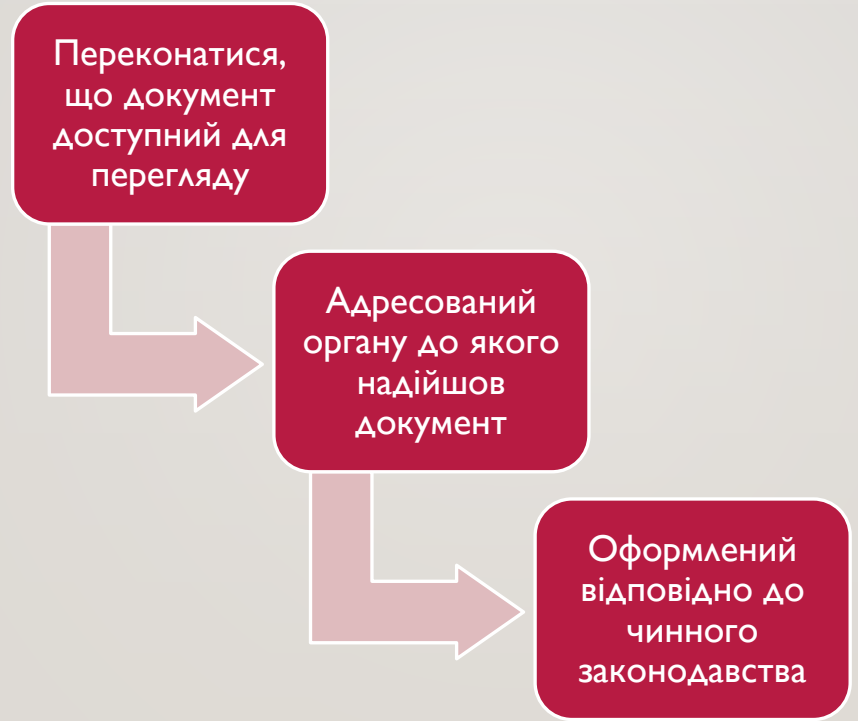 Переконатися,
що документ
доступний для
перегляду
Адресований
органу до якого
надійшов
документ
Оформлений
відповідно до
чинного
законодавства